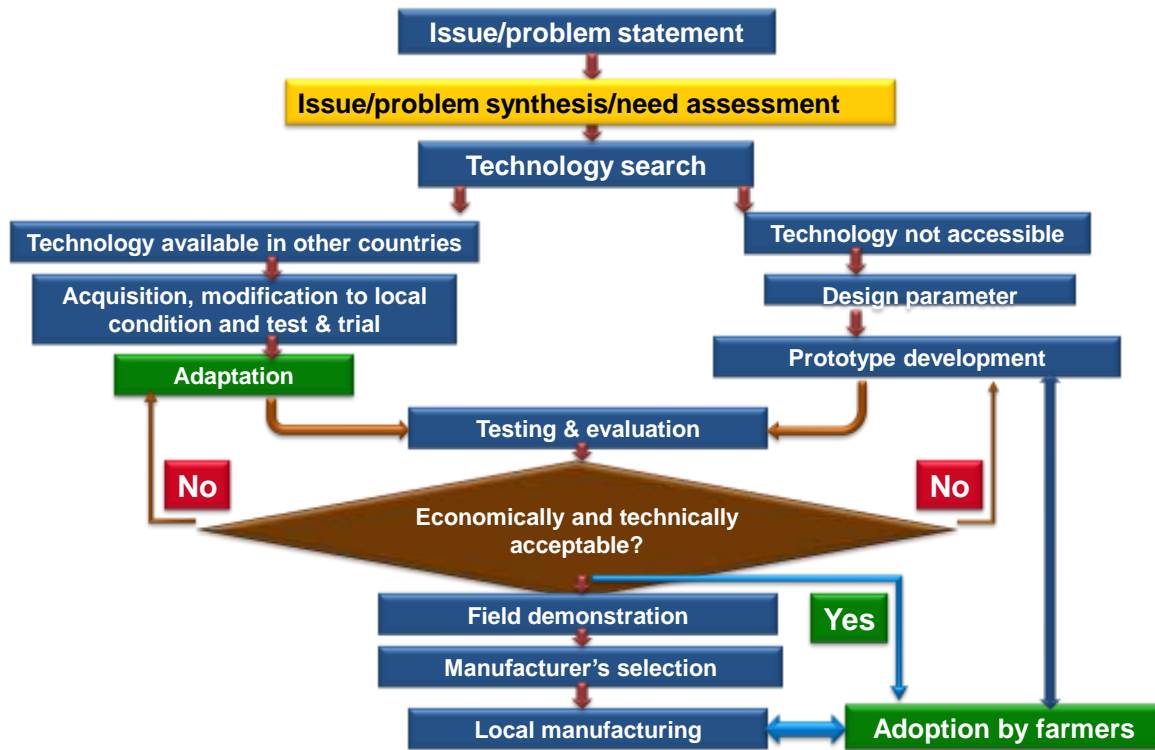 Issue/problem statement
Issue/problem synthesis/need assessment
Technology search
Technology available in other countries
Technology not accessible
Acquisition, modification to local
condition and test & trial
Design parameter
Adaptation
Prototype development
Testing & evaluation
No
No
Economically and technically
acceptable?
Field demonstration
Yes
Manufacturer’s selection
Local manufacturing
Adoption by farmers